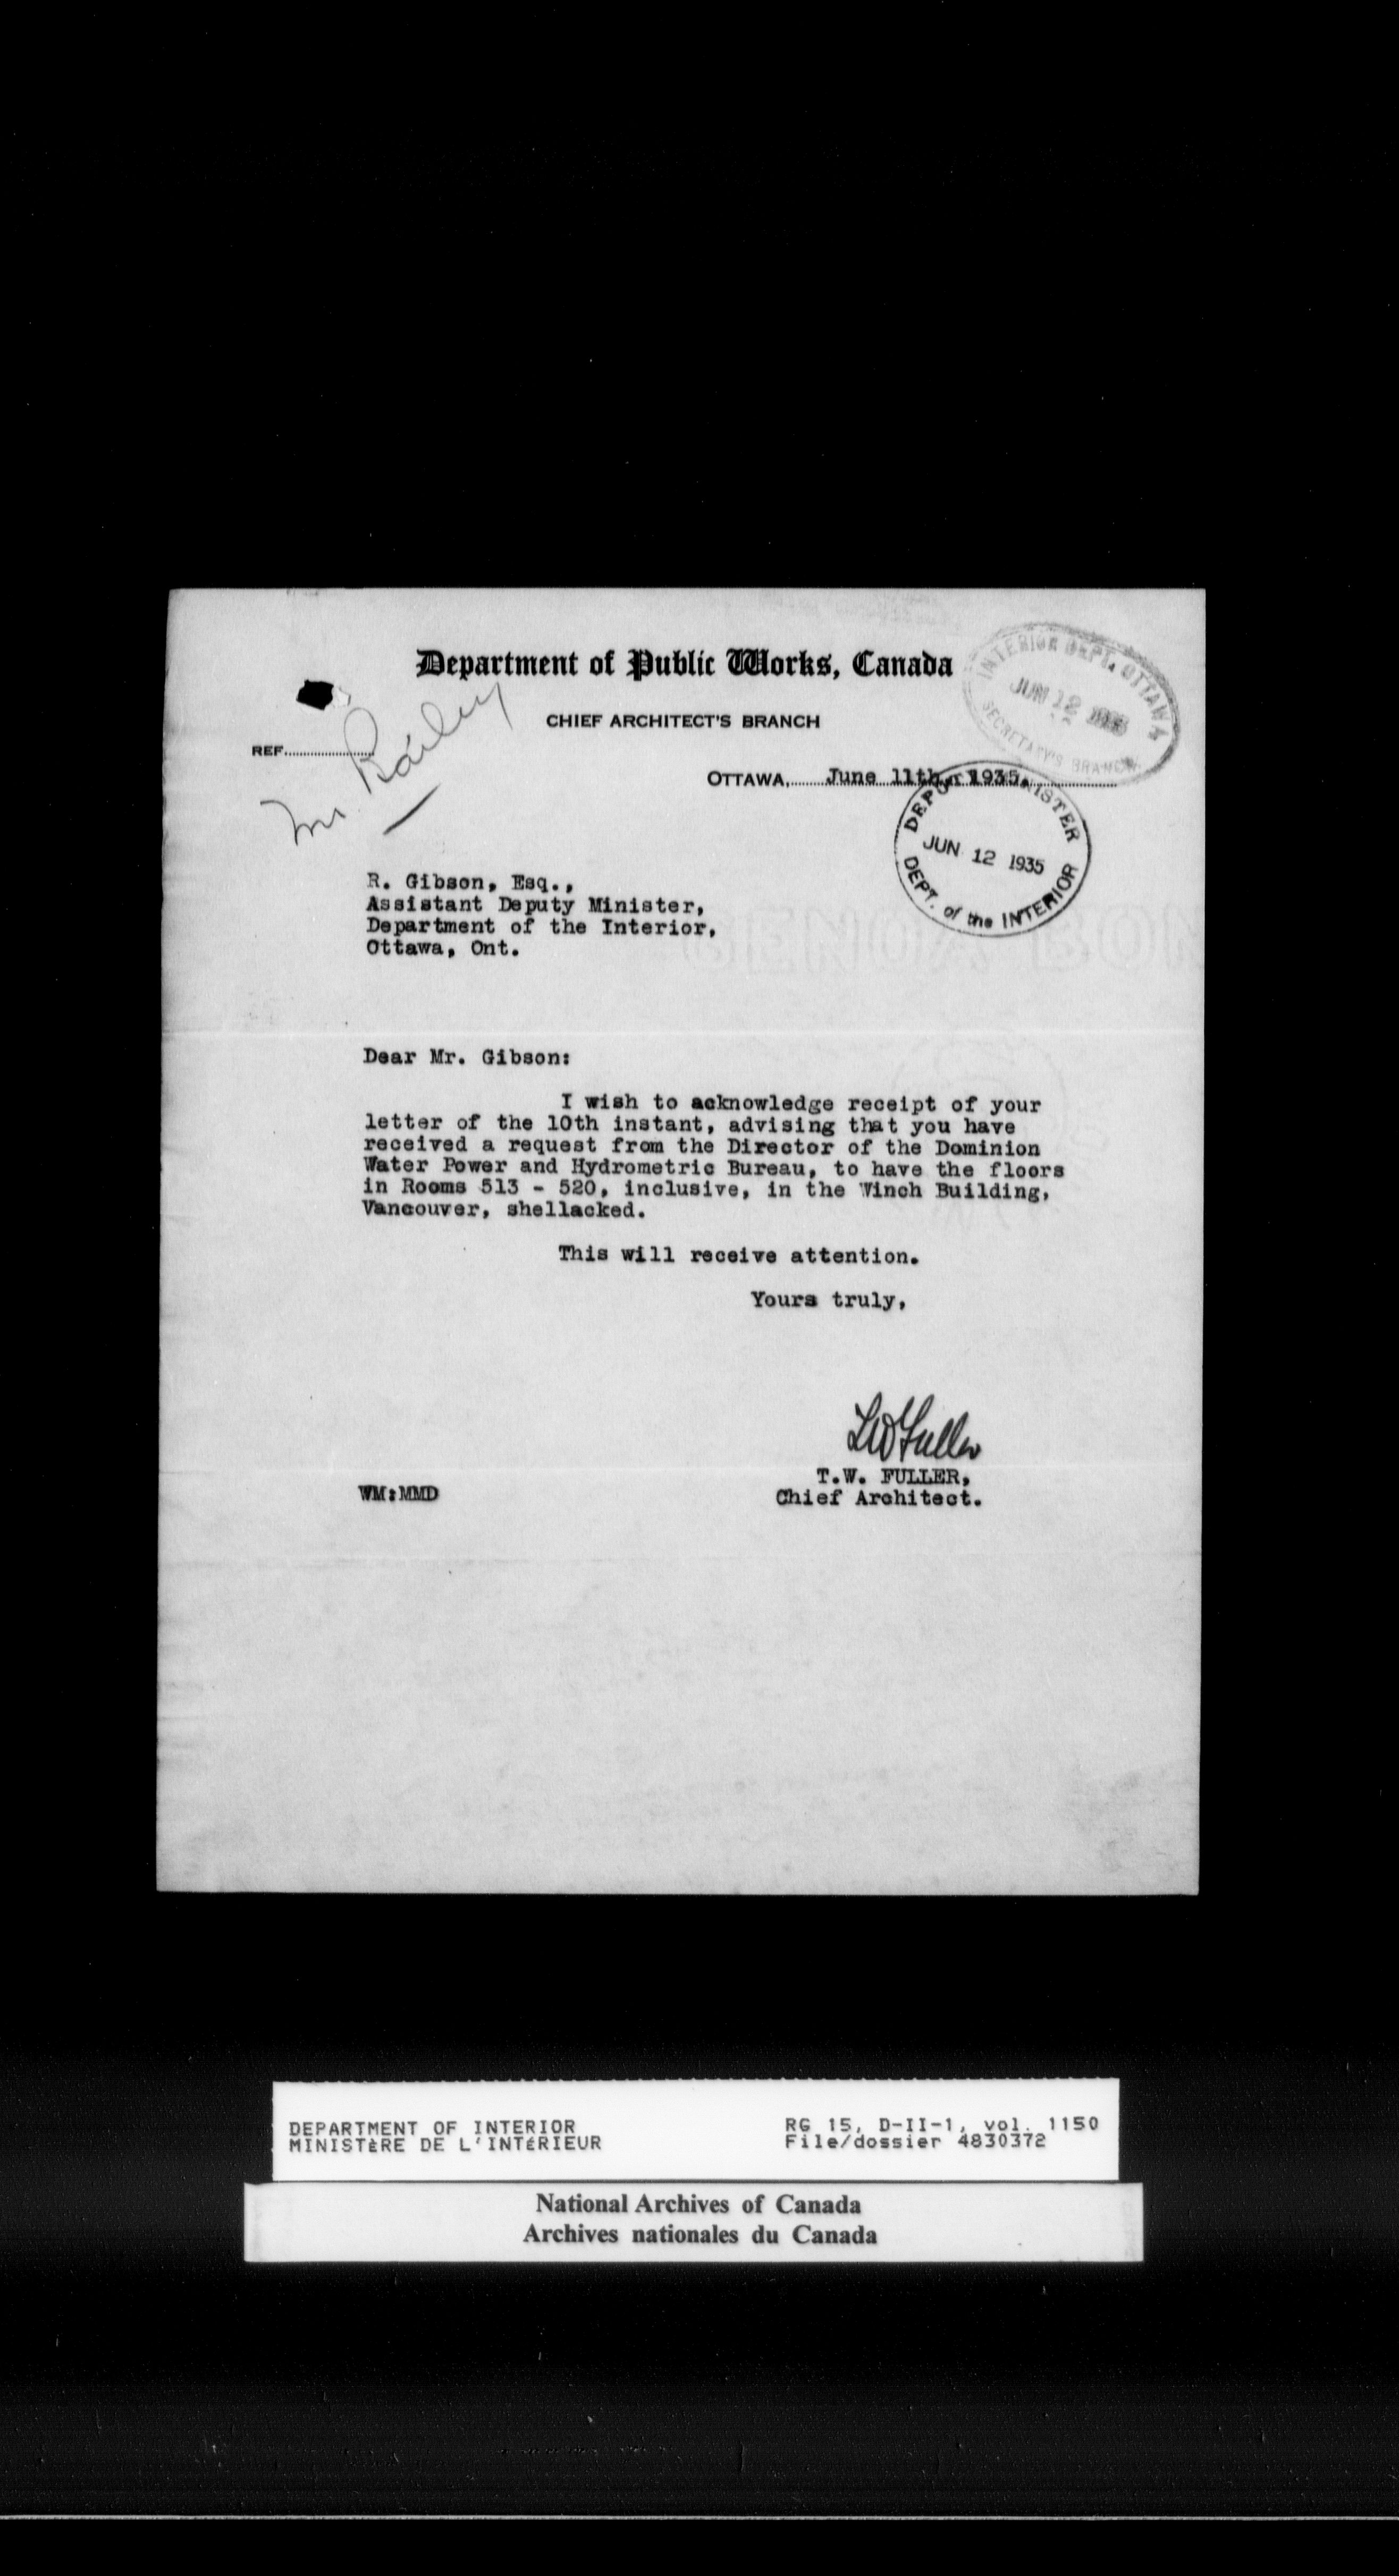 Department of Public Works, Canada
CHIEF ARCHITECT'S BRANCH
INTERIOR DEPT. OTTAWA
JUN 12
SECRETARY'S BRANCH
REF
Mr Bailey
OTTAWA, June 11th, 1935.
DEPUTY MINISTER
JUN 12 1935
DEPT. of the INTERIOR
R. Gibson, Esq.,
Assistant Deputy Minister,
Department of the Interior,
Ottawa, Ont.
Dear Mr. Gibson:
I wish to acknowledge receipt of your
letter of the 10th instant, advising that you have
received a request from the Director of the Dominion
Water Power and Hydrometric Bureau, to have the floors
in Rooms 513 - 520, inclusive, in the Winch Building,
Vancouver, shellacked.
This will receive attention.
Yours truly,
TWFuller
T.W. FULLER,
WM:MMD
Chief Architect.
DEPARTMENT OF INTERIOR
MINISTÈRE DE L'INTÉRIEUR
RG 15, D-II-1, vol. 1150
File/dossier 4830372
National Archives of Canada
Archives nationales du Canada